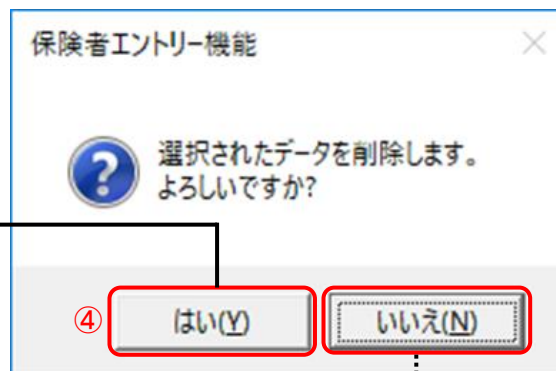 保険者エントリー機能
選択されたデータを削除します。
よろしいですか?
④ はい(Y) いいえ(N)